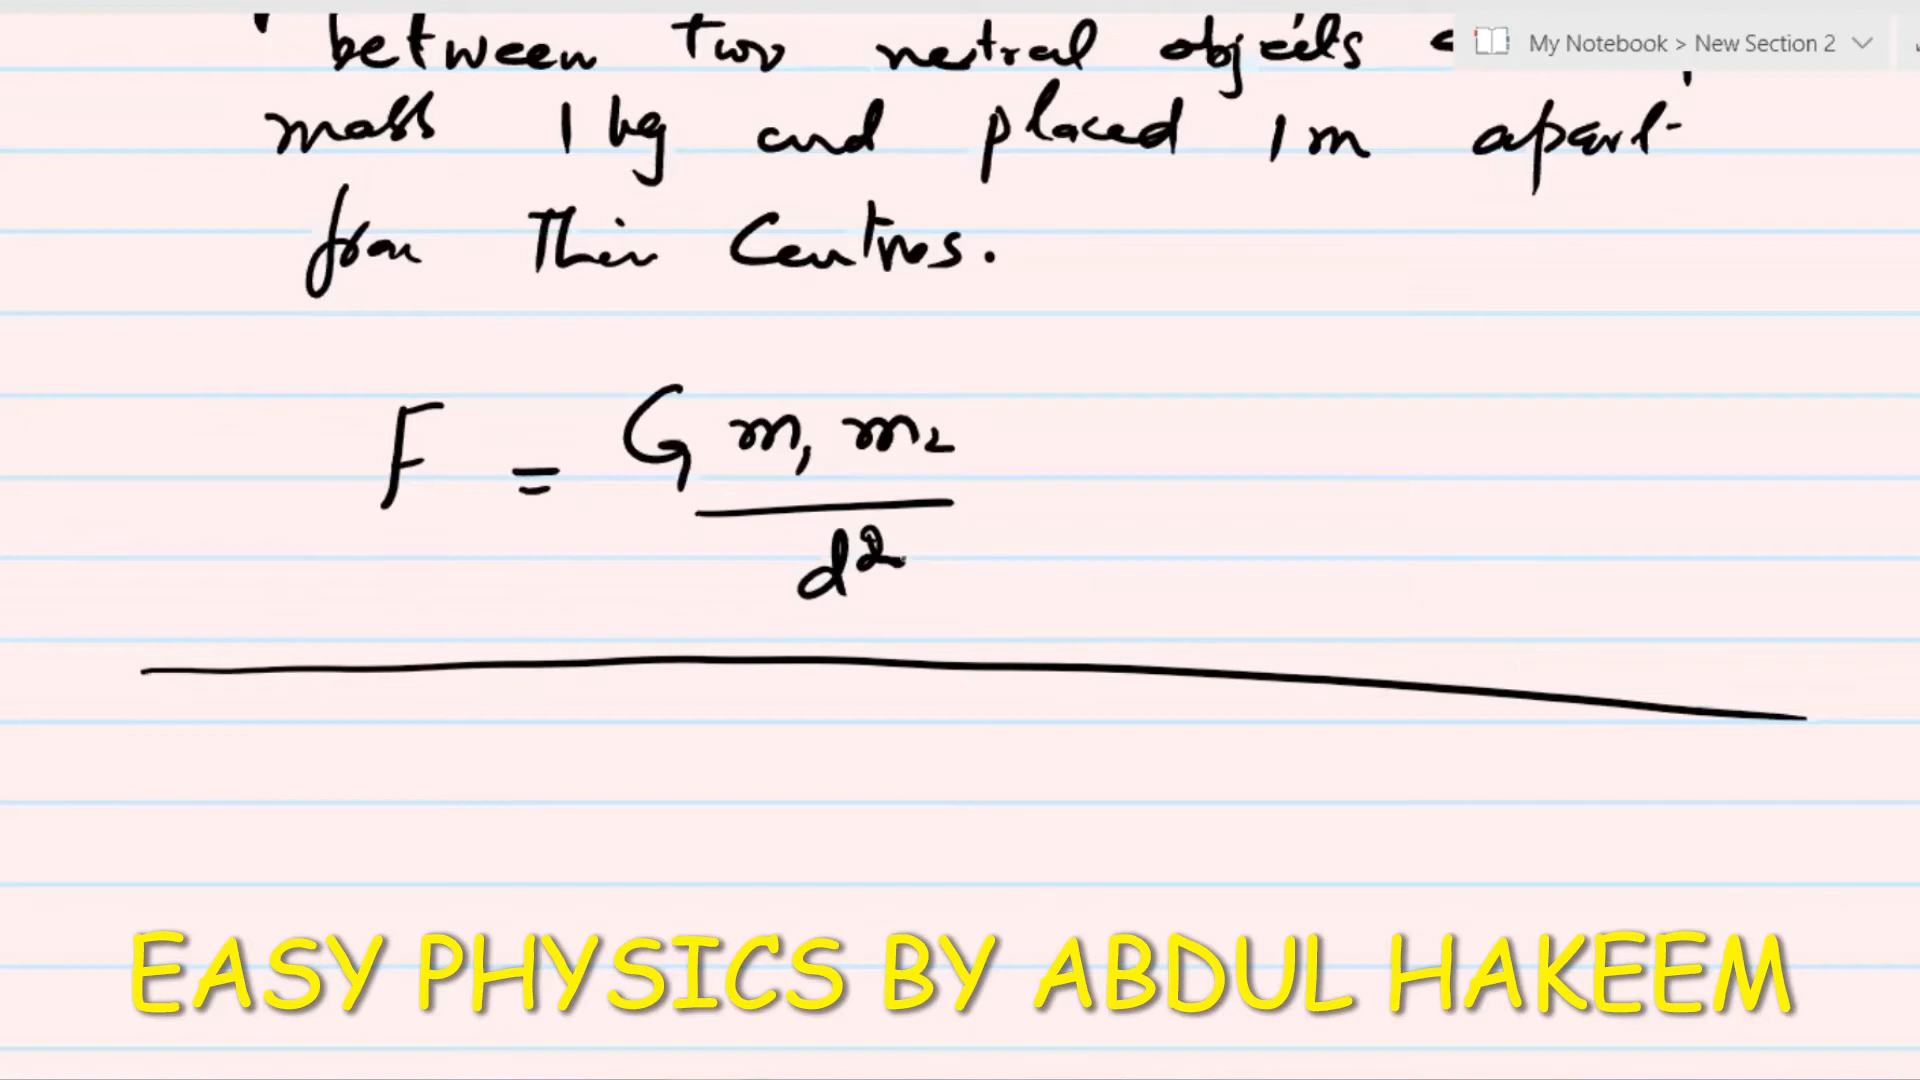 between two neutral objects
My Notebook > New Section 2
mass 1 kg and placed 1 m apart
from their Centres.
F = G m₁ m₂
d²
EASY PHYSICS BY ABDUL HAKEEM